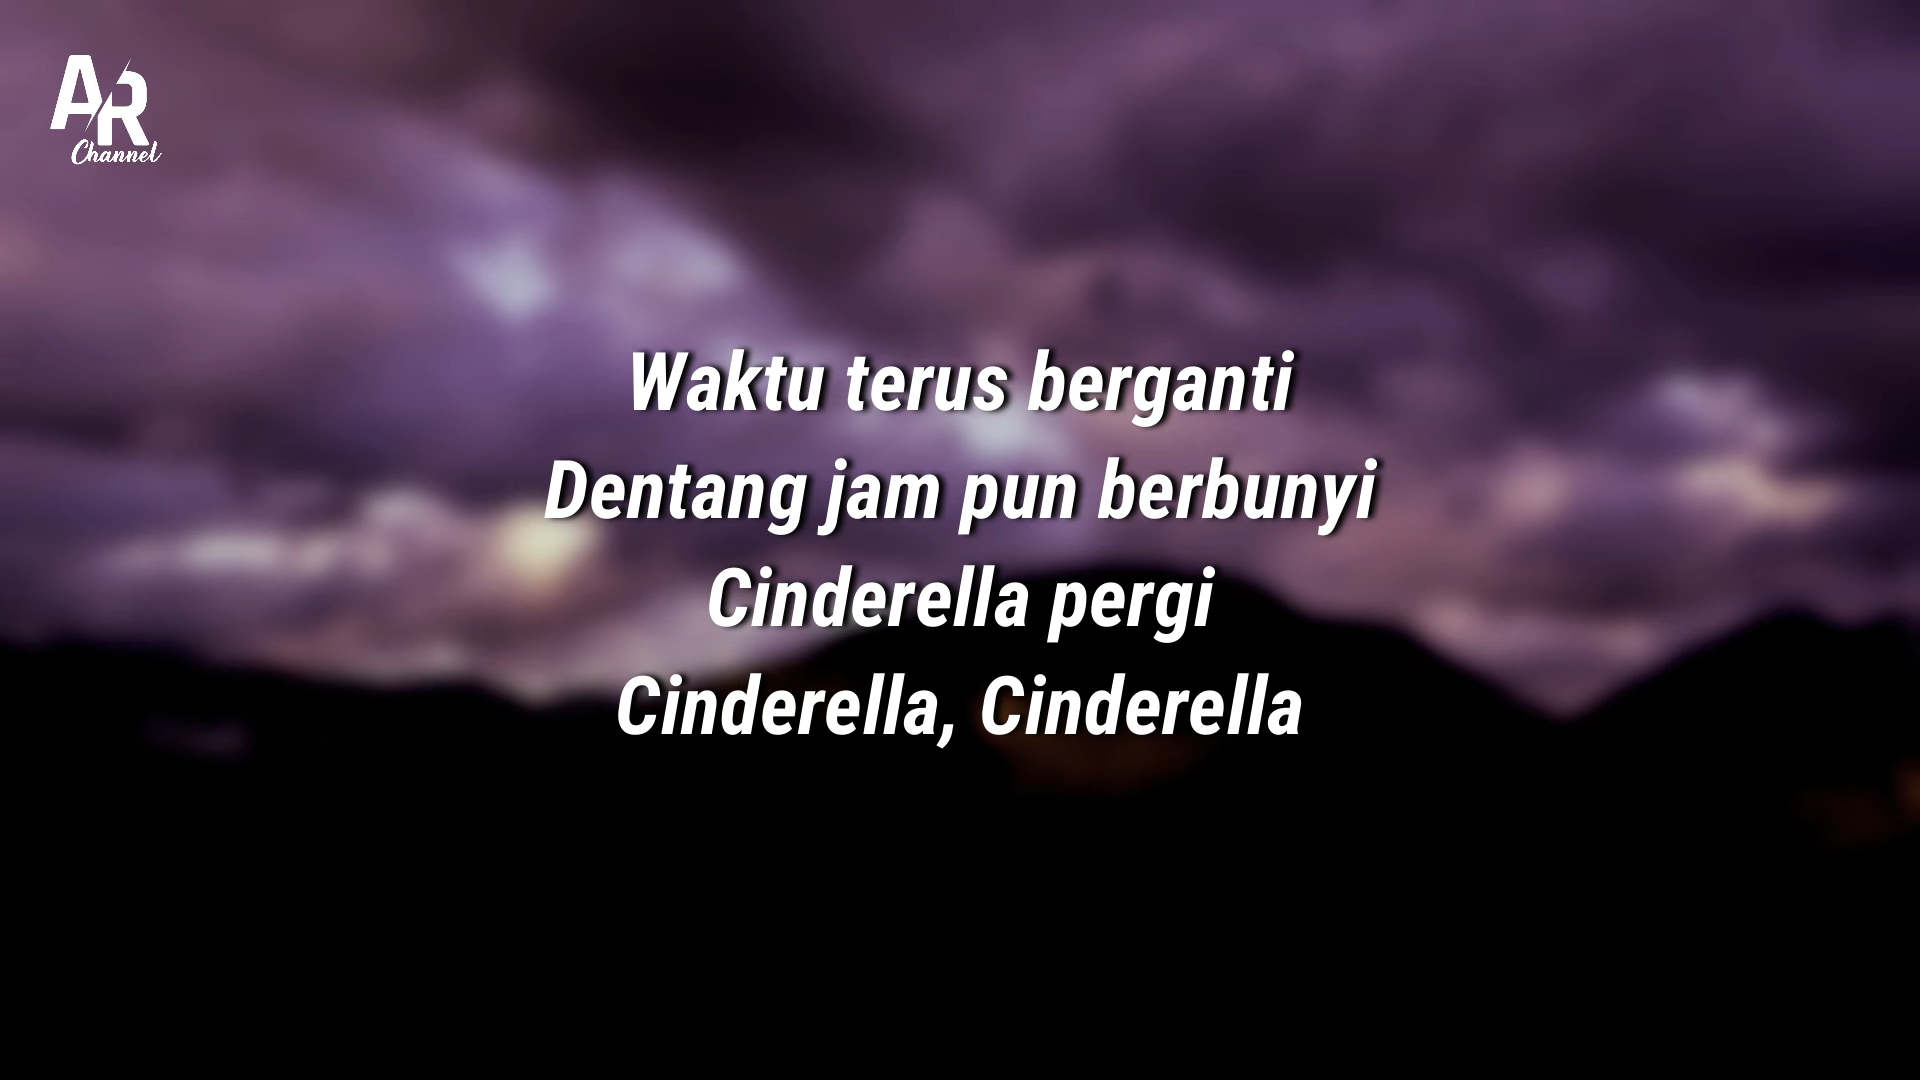 AR
Channel
Waktu terus berganti
Dentang jam pun berbunyi
Cinderella pergi
Cinderella, Cinderella